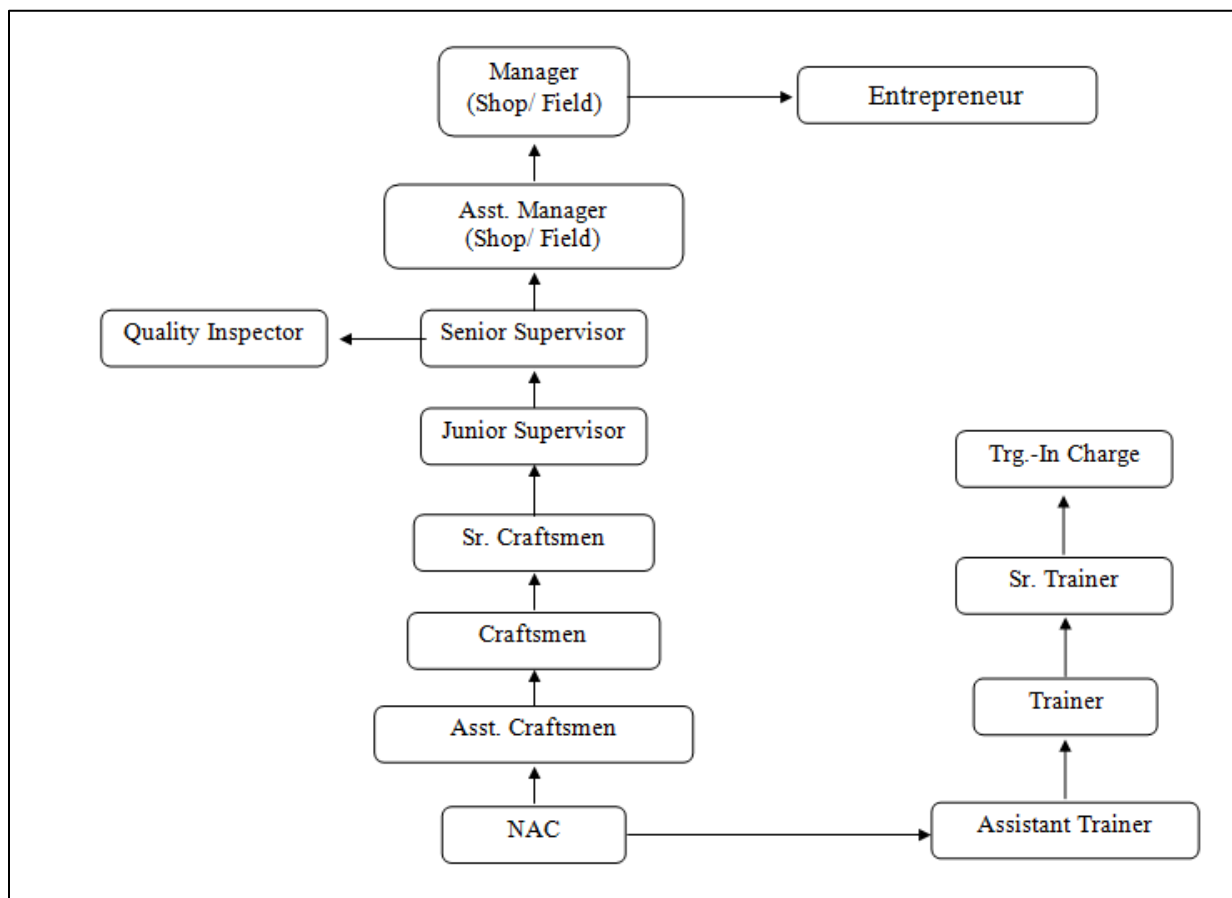 Manager
(Shop/ Field)
Entrepreneur
Asst. Manager
(Shop/ Field)
Quality Inspector
Senior Supervisor
Junior Supervisor
Trg.-In Charge
Sr. Craftsmen
Sr. Trainer
Craftsmen
Trainer
Asst. Craftsmen
NAC
Assistant Trainer